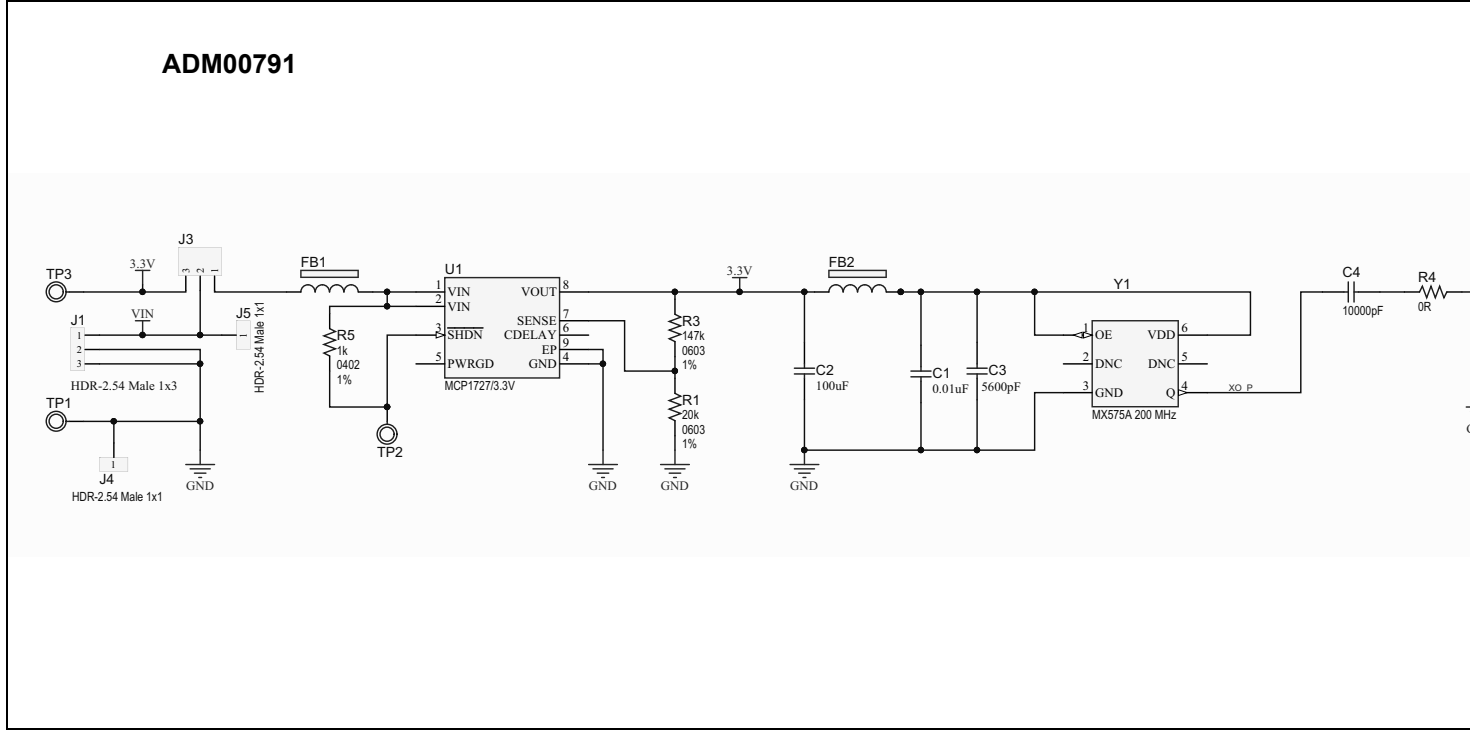 ADM00791
J3
3
2
1
3.3V
TP3
VIN
J1
1
2
3
HDR-2.54 Male 1x3
J5
1
HDR-2.54 Male 1x1
TP1
1
J4
HDR-2.54 Male 1x1
GND
FB1
R5
1k
0402
1%
TP2
U1
1 VIN
2 VIN
3 SHDN
5 PWRGD
VOUT 8
SENSE 7
CDELAY 6
EP 9
GND 4
MCP1727/3.3V
GND
R3
147k
0603
1%
R1
20k
0603
1%
GND
3.3V
FB2
C2
100uF
GND
C1
0.01uF
C3
5600pF
Y1
1 OE
2 DNC
3 GND
VDD 6
DNC 5
Q 4
MX575A 200 MHz
XO_P
C4
10000pF
R4
0R